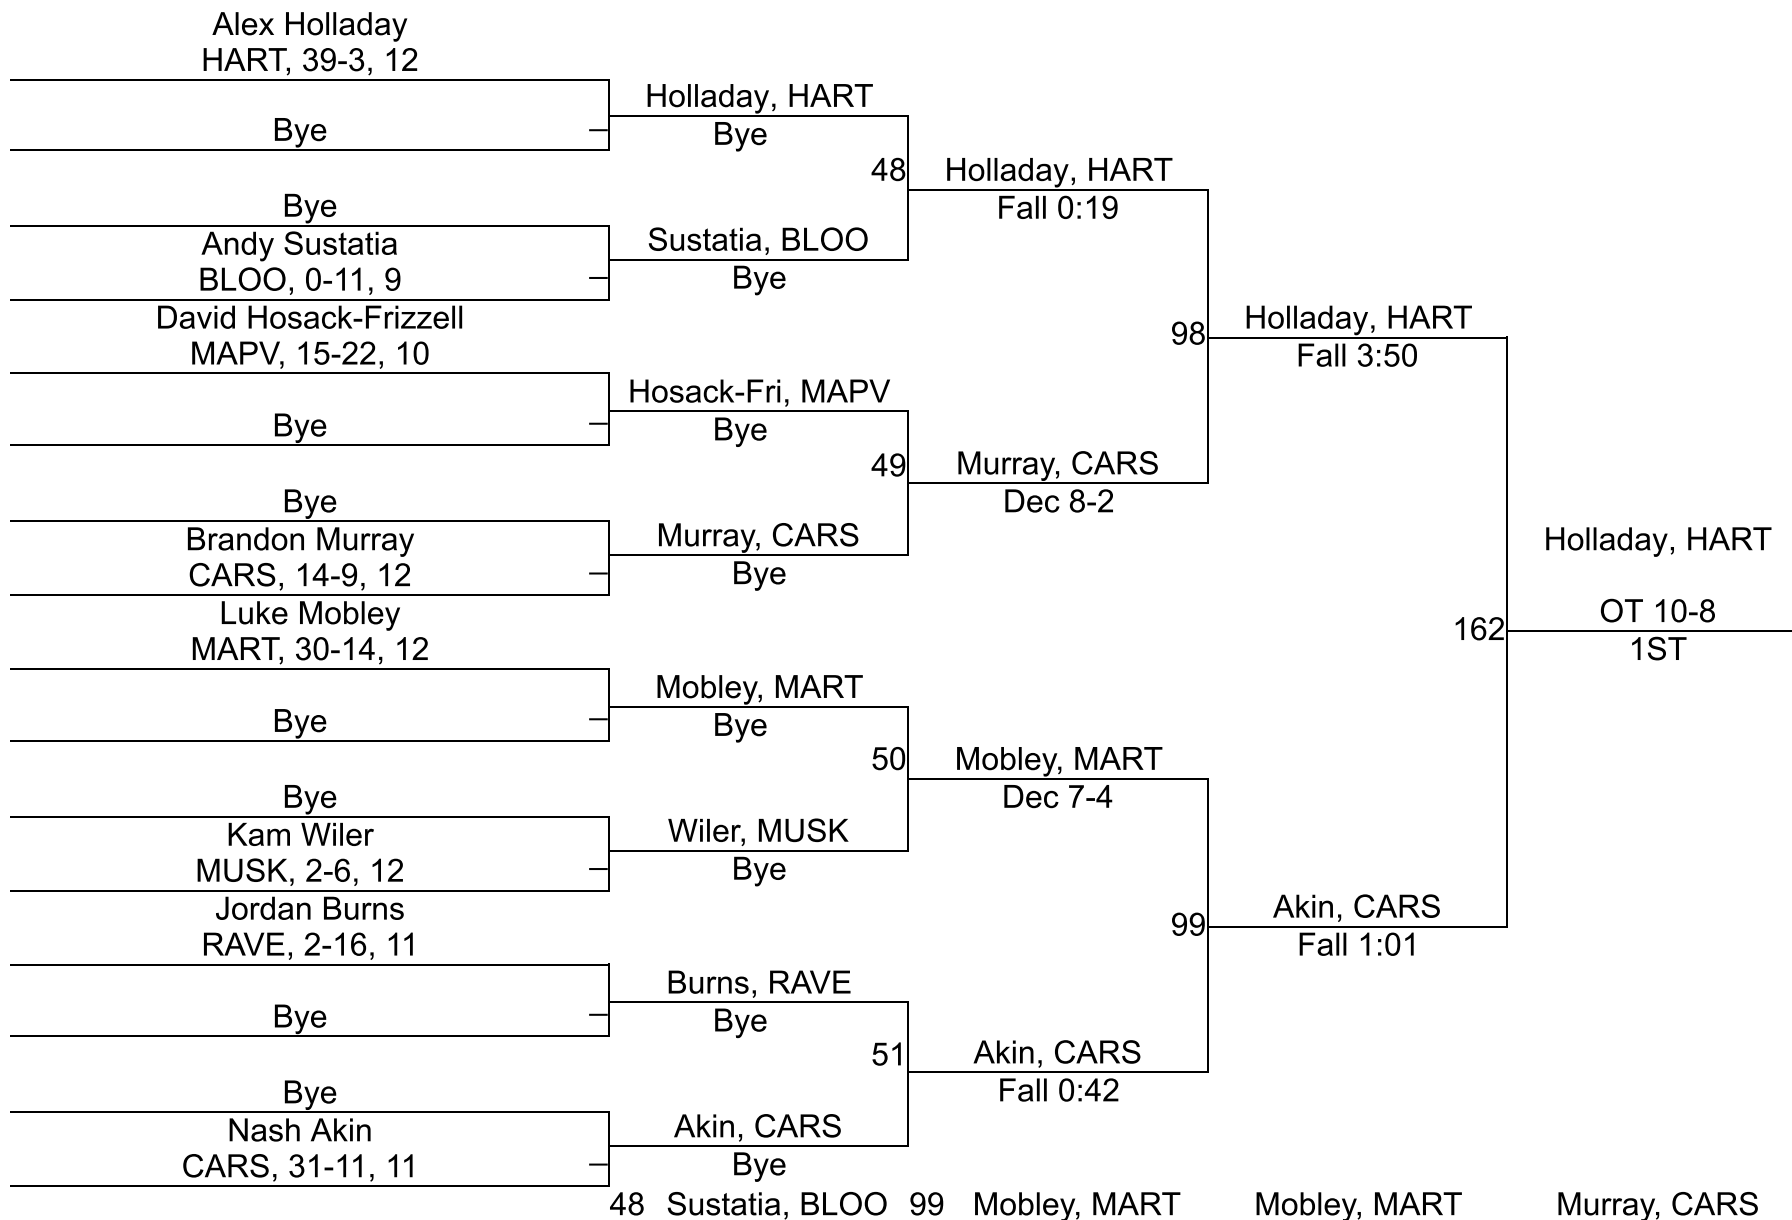 Alex Holladay
HART, 39-3, 12
Bye
Bye
Andy Sustatia
BLOO, 0-11, 9
David Hosack-Frizzell
MAPV, 15-22, 10
Bye
Bye
Brandon Murray
CARS, 14-9, 12
Luke Mobley
MART, 30-14, 12
Bye
Bye
Kam Wiler
MUSK, 2-6, 12
Jordan Burns
RAVE, 2-16, 11
Bye
Bye
Nash Akin
CARS, 31-11, 11
Holladay, HART
Bye
48
Sustatia, BLOO
Bye
Hosack-Fri, MAPV
Bye
49
Murray, CARS
Bye
Mobley, MART
Bye
50
Wiler, MUSK
Bye
Burns, RAVE
Bye
51
Akin, CARS
Bye
Holladay, HART
Fall 0:19
98
Murray, CARS
Dec 8-2
Mobley, MART
Dec 7-4
99
Akin, CARS
Fall 0:42
Holladay, HART
Fall 3:50
162
Akin, CARS
Fall 1:01
Holladay, HART
OT 10-8
1ST
48 Sustatia, BLOO 99 Mobley, MART Mobley, MART Murray, CARS